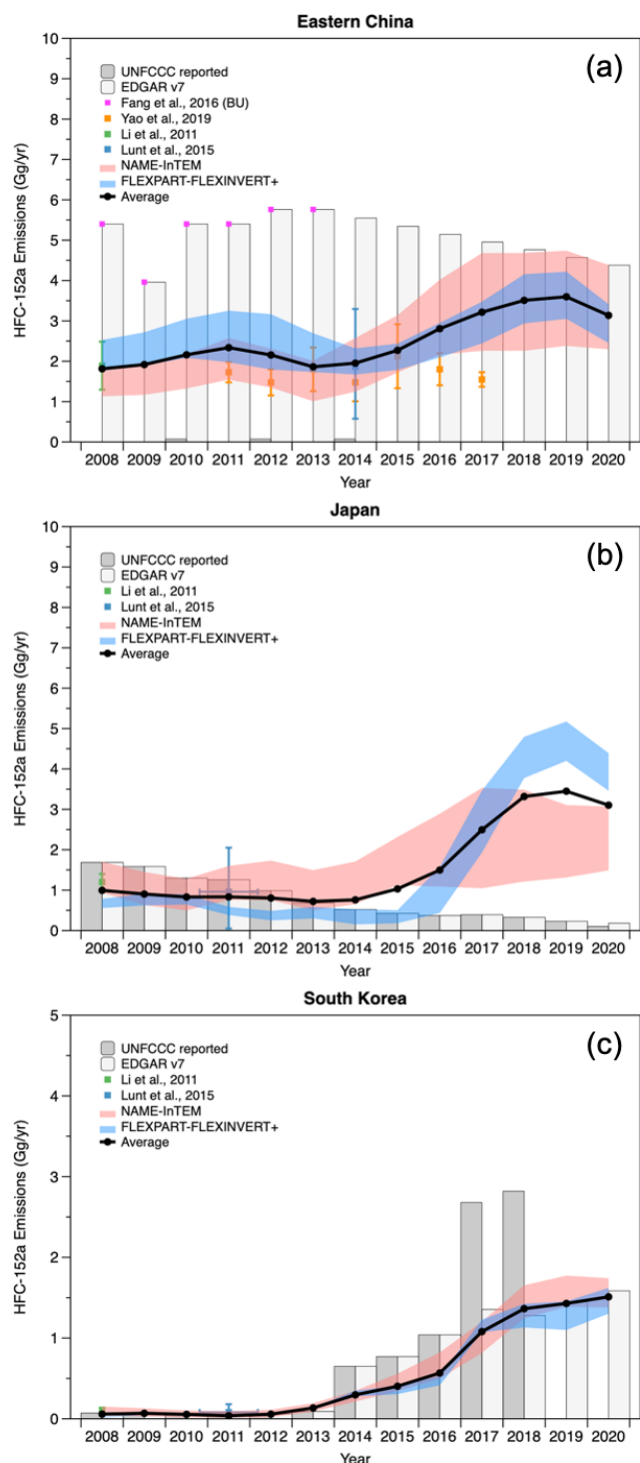 Eastern China
(a)
UNFCCC reported
EDGAR v7
Fang et al., 2016 (BU)
Yao et al., 2019
Li et al., 2011
Lunt et al., 2015
NAME-InTEM
FLEXPART-FLEXINVERT+
Average
HFC-152a Emissions (Gg/yr)
10
9
8
7
6
5
4
3
2
1
0
2008 2009 2010 2011 2012 2013 2014 2015 2016 2017 2018 2019 2020
Year
Japan
(b)
UNFCCC reported
EDGAR v7
Li et al., 2011
Lunt et al., 2015
NAME-InTEM
FLEXPART-FLEXINVERT+
Average
HFC-152a Emissions (Gg/yr)
10
9
8
7
6
5
4
3
2
1
0
2008 2009 2010 2011 2012 2013 2014 2015 2016 2017 2018 2019 2020
Year
South Korea
(c)
UNFCCC reported
EDGAR v7
Li et al., 2011
Lunt et al., 2015
NAME-InTEM
FLEXPART-FLEXINVERT+
Average
HFC-152a Emissions (Gg/yr)
5
4
3
2
1
0
2008 2009 2010 2011 2012 2013 2014 2015 2016 2017 2018 2019 2020
Year